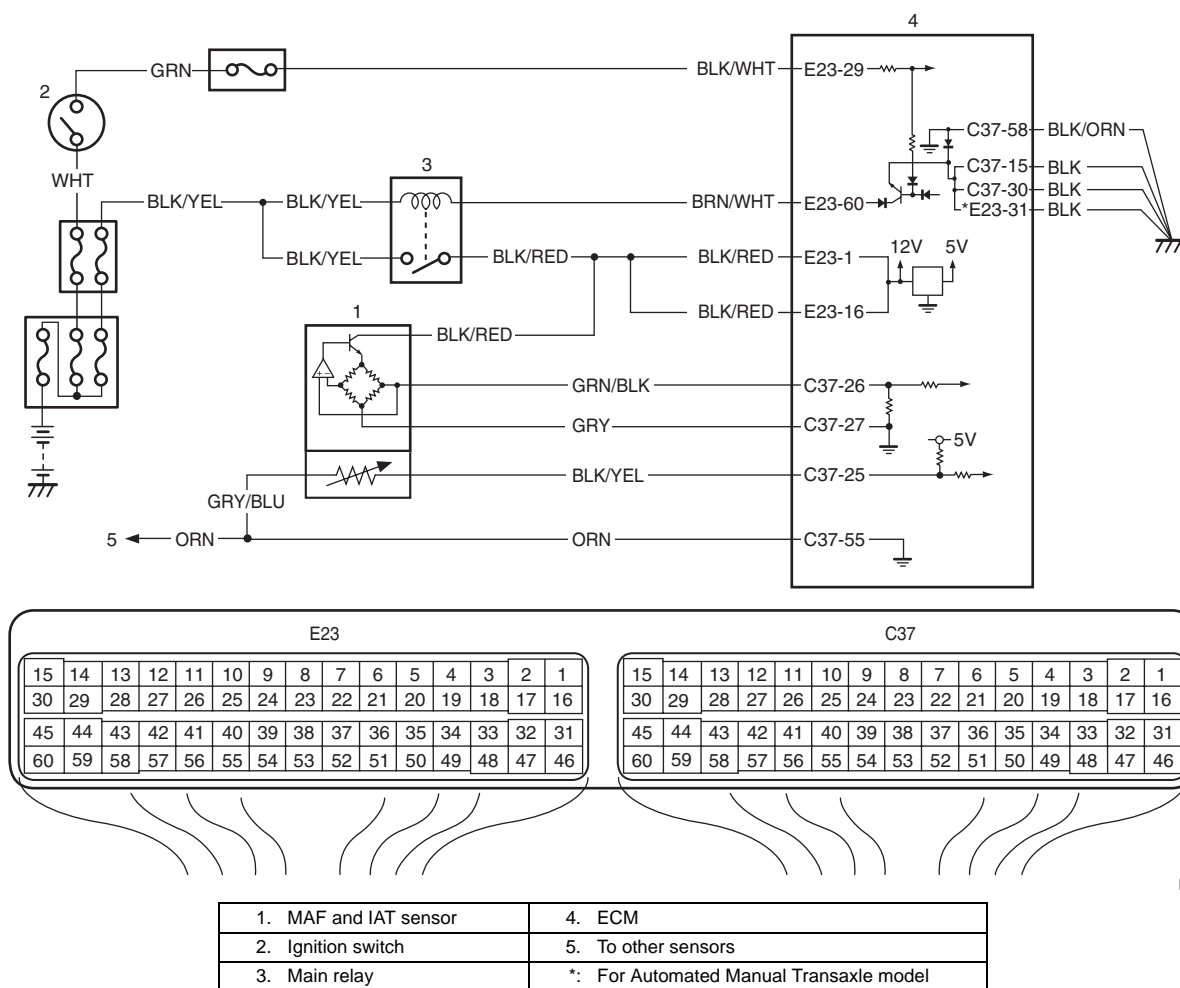 4
GRN BLK/WHT E23-29
2
C37-58 BLK/ORN
3 C37-15 BLK
WHT C37-30 BLK
BLK/YEL BLK/YEL BRN/WHT E23-60 *E23-31 BLK
12V 5V
BLK/YEL BLK/RED BLK/RED E23-1
1 BLK/RED E23-16
BLK/RED
+ -
GRN/BLK C37-26
GRY C37-27
5V
BLK/YEL C37-25
GRY/BLU
5 ORN ORN C37-55
E23 C37
15 14 13 12 11 10 9 8 7 6 5 4 3 2 1 15 14 13 12 11 10 9 8 7 6 5 4 3 2 1
30 29 28 27 26 25 24 23 22 21 20 19 18 17 16 30 29 28 27 26 25 24 23 22 21 20 19 18 17 16
45 44 43 42 41 40 39 38 37 36 35 34 33 32 31 45 44 43 42 41 40 39 38 37 36 35 34 33 32 31
60 59 58 57 56 55 54 53 52 51 50 49 48 47 46 60 59 58 57 56 55 54 53 52 51 50 49 48 47 46
1. MAF and IAT sensor 4. ECM
2. Ignition switch 5. To other sensors
3. Main relay *: For Automated Manual Transaxle model